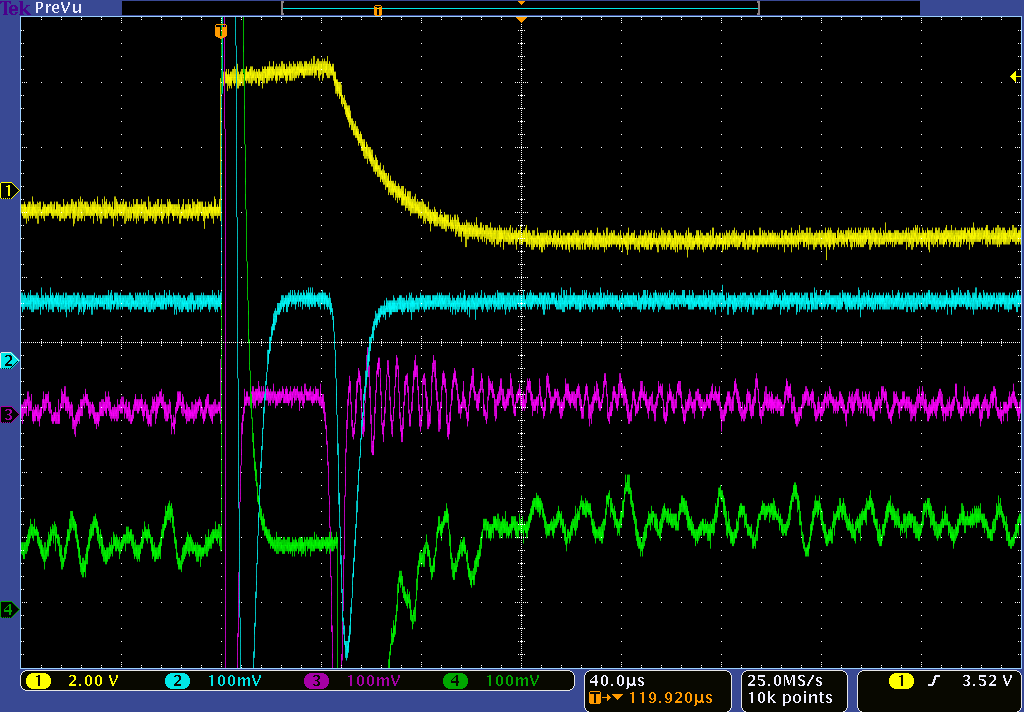 Tek PreVu
T
T
1
2
3
4
1 2.00 V 2 100mV 3 100mV 4 100mV
40.0µs
T→▼ 119.920µs
25.0MS/s
10k points
1 3.52 V